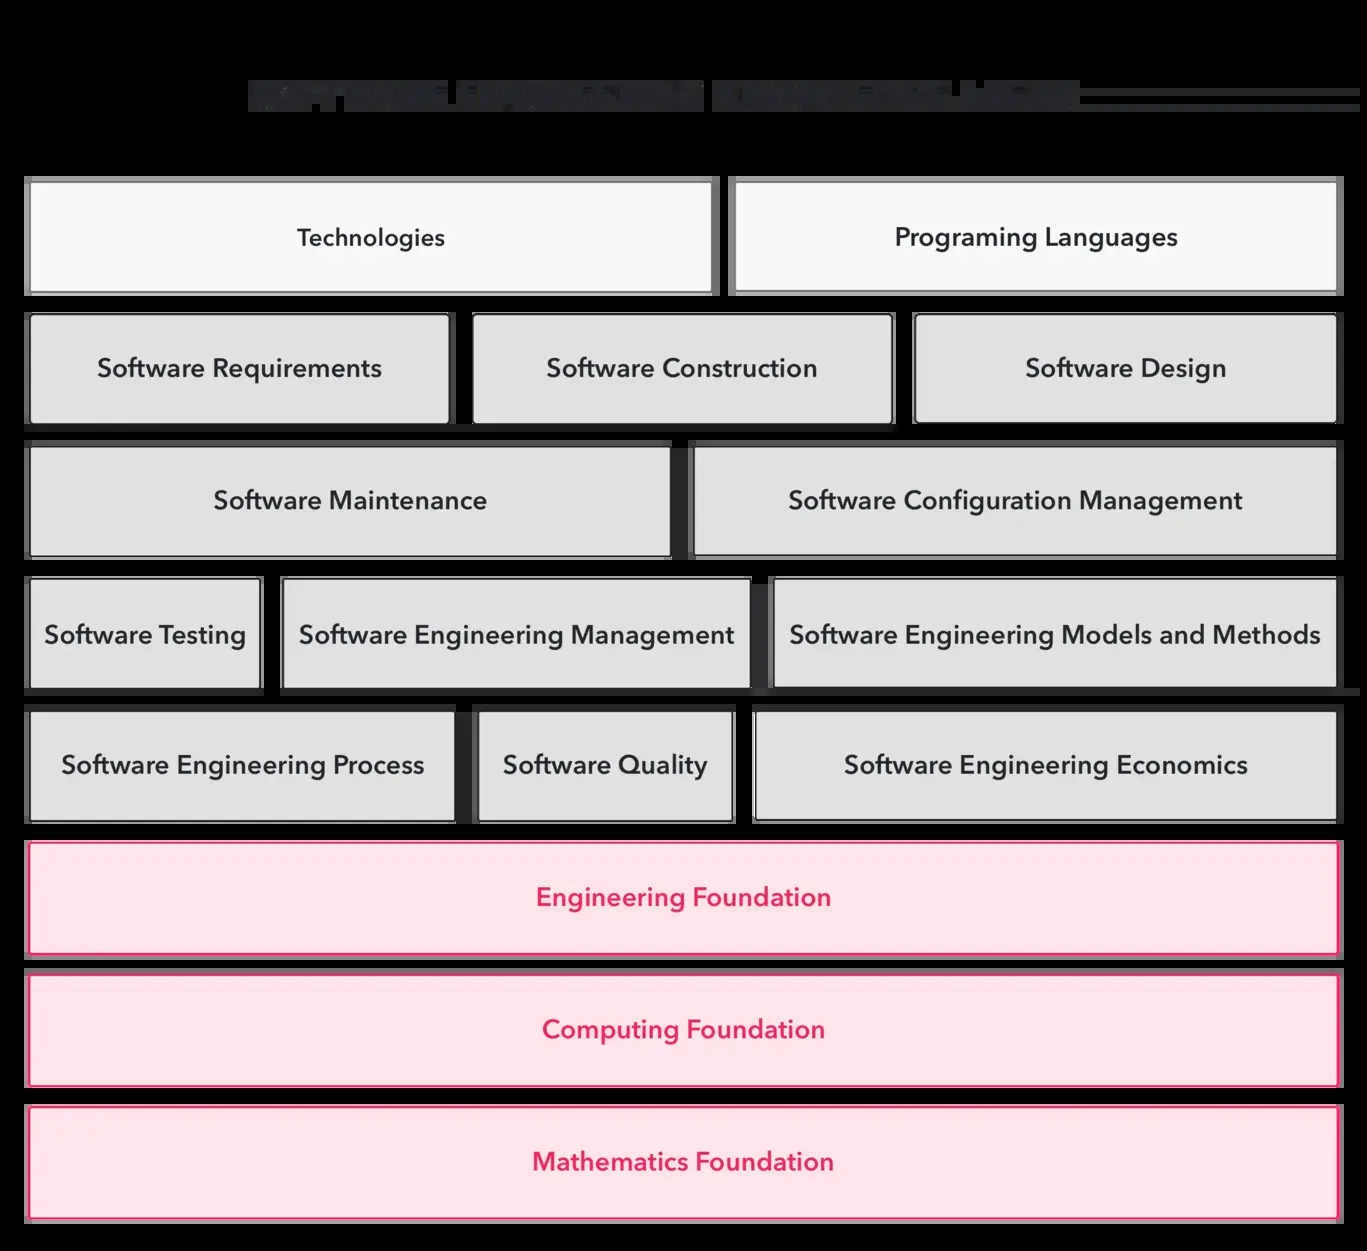 Technologies
Programing Languages
Software Requirements
Software Construction
Software Design
Software Maintenance
Software Configuration Management
Software Testing
Software Engineering Management
Software Engineering Models and Methods
Software Engineering Process
Software Quality
Software Engineering Economics
Engineering Foundation
Computing Foundation
Mathematics Foundation